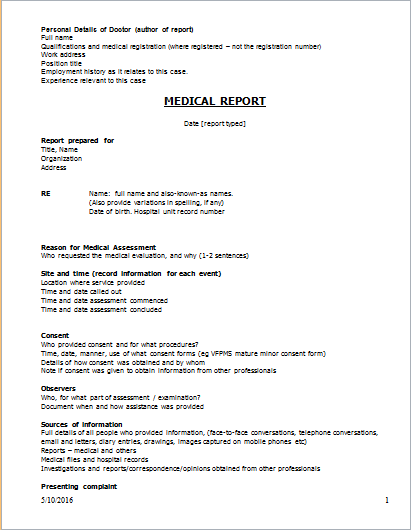 Personal Details of Doctor (author of report)
Full name
Qualifications and medical registration (where registered – not the registration number)
Work address
Position title
Employment history as it relates to this case.
Experience relevant to this case
MEDICAL REPORT
Date [report typed]
Report prepared for
Title, Name
Organization
Address
RE Name: full name and also-known-as names.
(Also provide variations in spelling, if any)
Date of birth. Hospital unit record number
Reason for Medical Assessment
Who requested the medical evaluation, and why (1-2 sentences)
Site and time (record information for each event)
Location where service provided
Time and date called out
Time and date assessment commenced
Time and date assessment concluded
Consent
Who provided consent and for what procedures?
Time, date, manner, use of what consent forms (eg VFPMS mature minor consent form)
Details of how consent was obtained and by whom
Note if consent was given to obtain information from other professionals
Observers
Who, for what part of assessment / examination?
Document when and how assistance was provided
Sources of information
Full details of all people who provided information, (face-to-face conversations, telephone conversations,
email and letters, diary entries, drawings, images captured on mobile phones etc)
Reports – medical and others
Medical files and hospital records
Investigations and reports/correspondence/opinions obtained from other professionals
Presenting complaint
5/10/2016 1